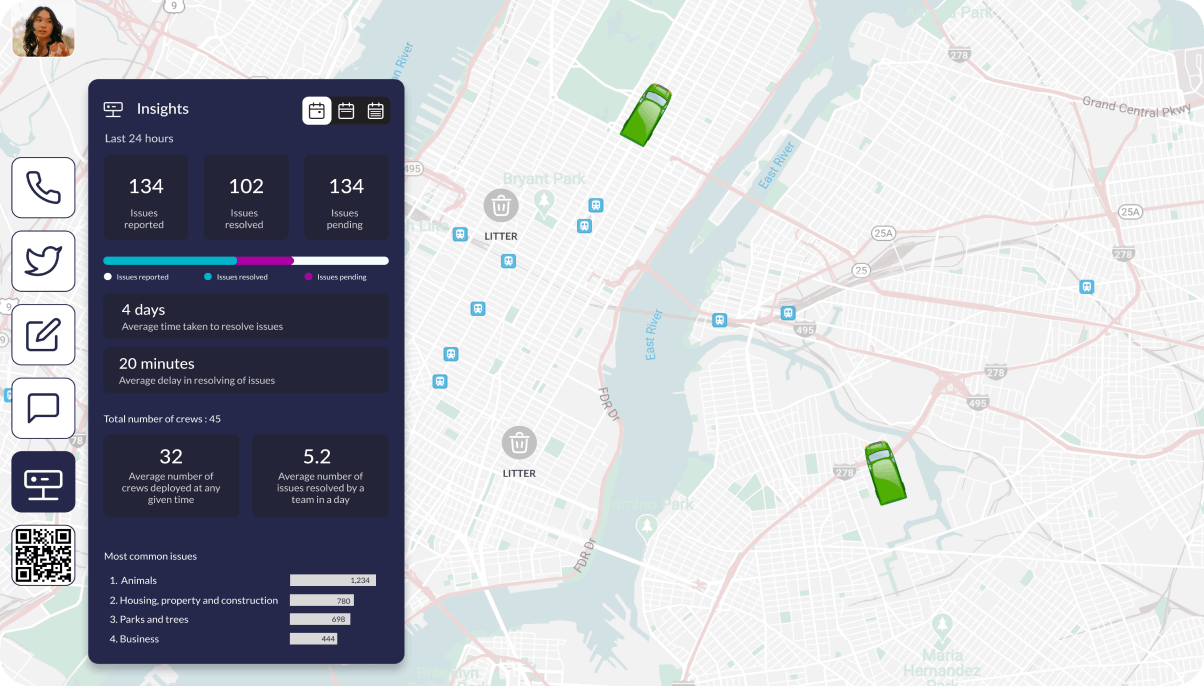 Insights
Last 24 hours
134
Issues
reported
102
Issues
resolved
134
Issues
pending
Issues reported
Issues resolved
Issues pending
4 days
Average time taken to resolve issues
20 minutes
Average delay in resolving of issues
Total number of crews : 45
32
Average number of
crews deployed at any
given time
5.2
Average number of
issues resolved by a
team in a day
Most common issues
1. Animals
1,234
2. Housing, property and construction
780
3. Parks and trees
698
4. Business
444
9
9
78
495
Bryant Park
LITTER
LITTER
East River
East River
FDR Dr
FDR Dr
278
Grand Central Pkwy
25A
25A
278
25
495
278
495
278
Park
Maria
Hernandez
Park